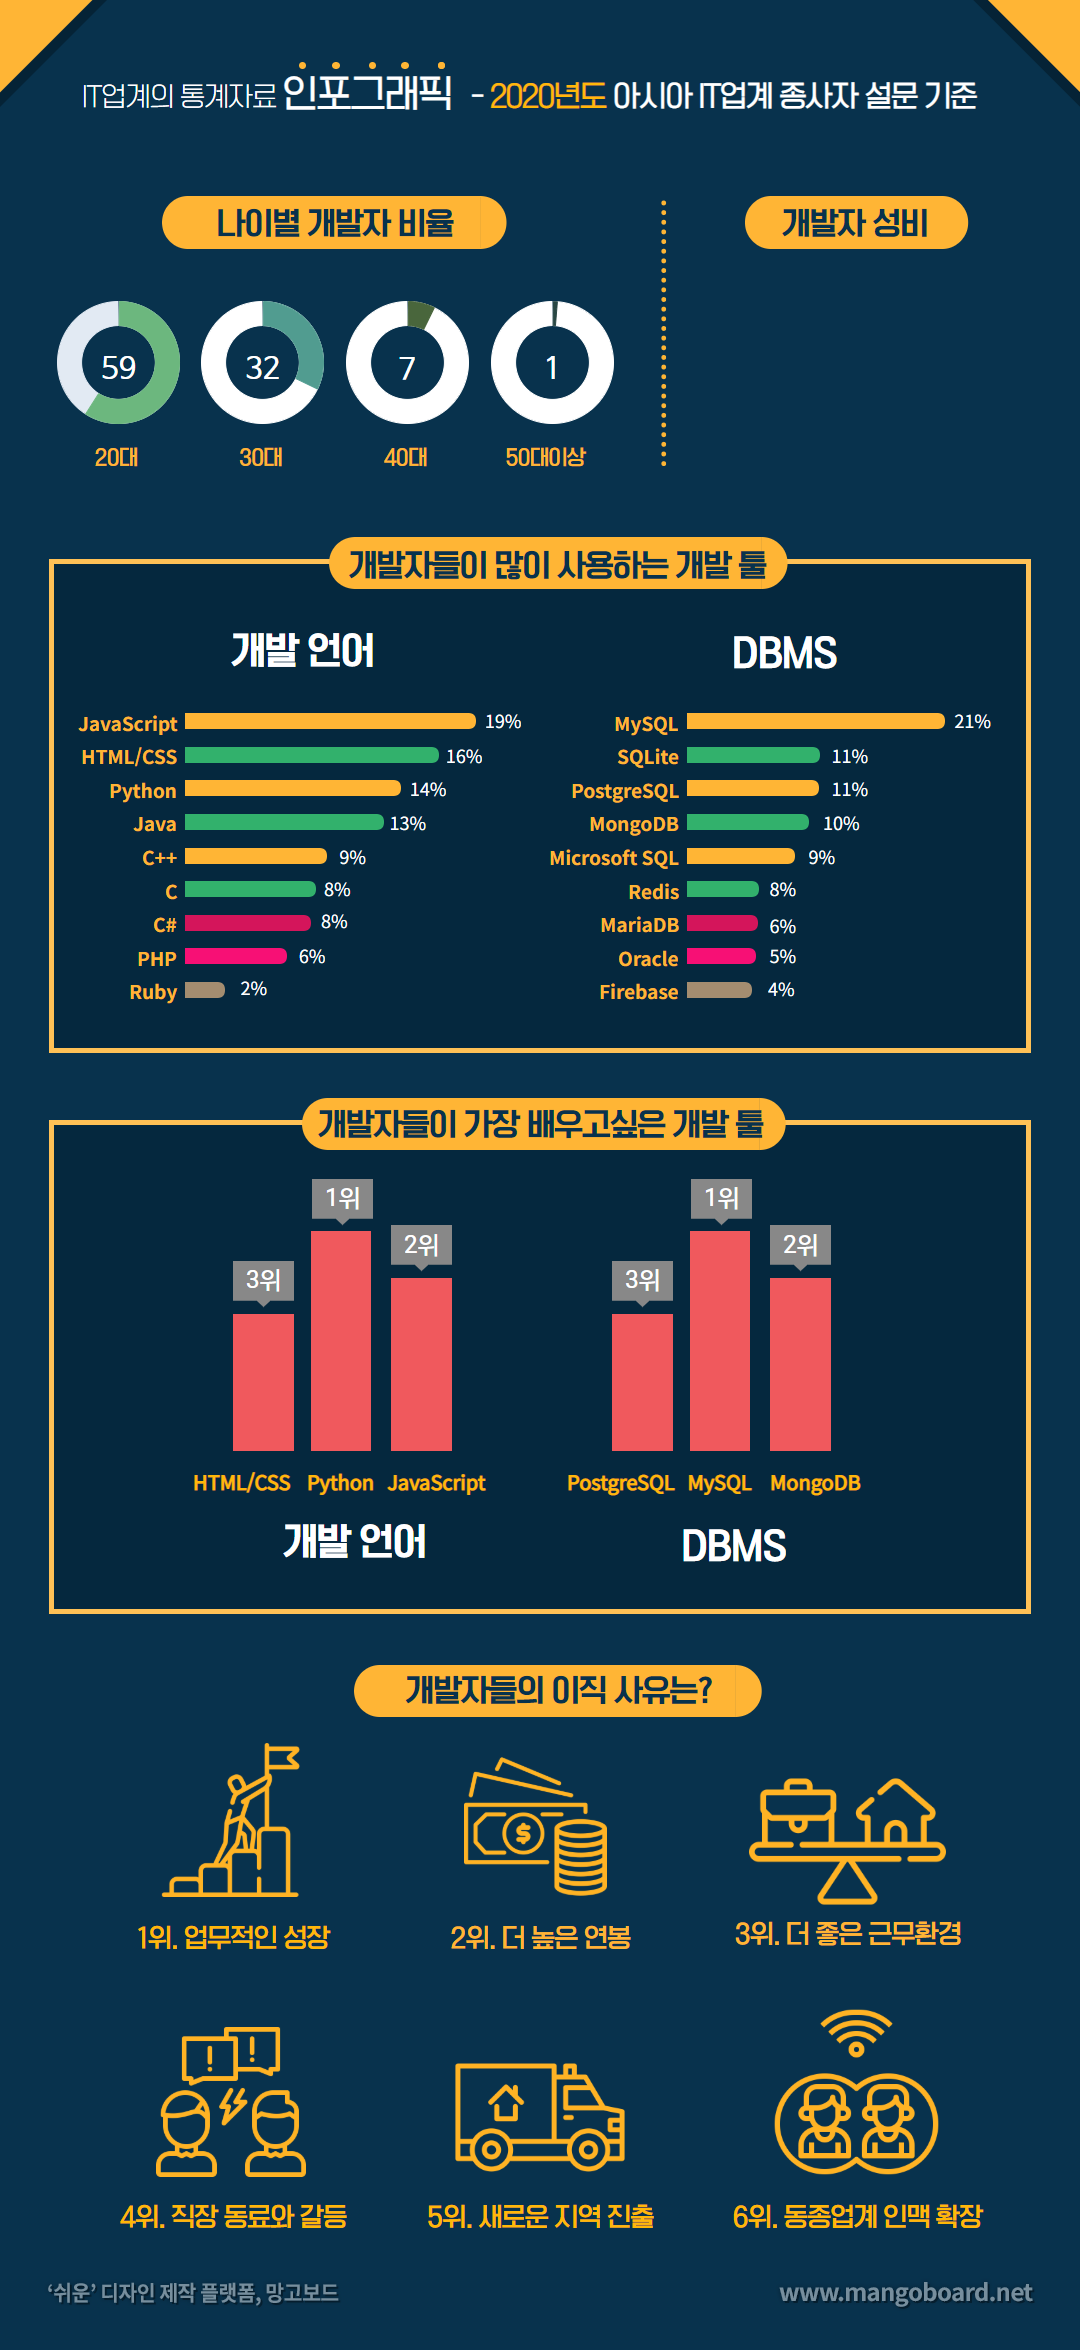 IT업계의 통계자료 인포그래픽 - 2020년도 아시아 IT업계 종사자 설문 기준
나이별 개발자 비율
개발자 성비
59 32 7 1
20대 30대 40대 50대이상
개발자들이 많이 사용하는 개발 툴
개발 언어
JavaScript 19%
HTML/CSS 16%
Python 14%
Java 13%
C++ 9%
C 8%
C# 8%
PHP 6%
Ruby 2%
DBMS
MySQL 21%
SQLite 11%
PostgreSQL 11%
MongoDB 10%
Microsoft SQL 9%
Redis 8%
MariaDB 6%
Oracle 5%
Firebase 4%
개발자들이 가장 배우고싶은 개발 툴
3위 1위 2위
HTML/CSS Python JavaScript
개발 언어
3위 1위 2위
PostgreSQL MySQL MongoDB
DBMS
개발자들의 이직 사유는?
$
1위. 업무적인 성장
2위. 더 높은 연봉
3위. 더 좋은 근무환경
! !
4위. 직장 동료와 갈등
5위. 새로운 지역 진출
6위. 동종업계 인맥 확장
‘쉬운’ 디자인 제작 플랫폼, 망고보드
www.mangoboard.net